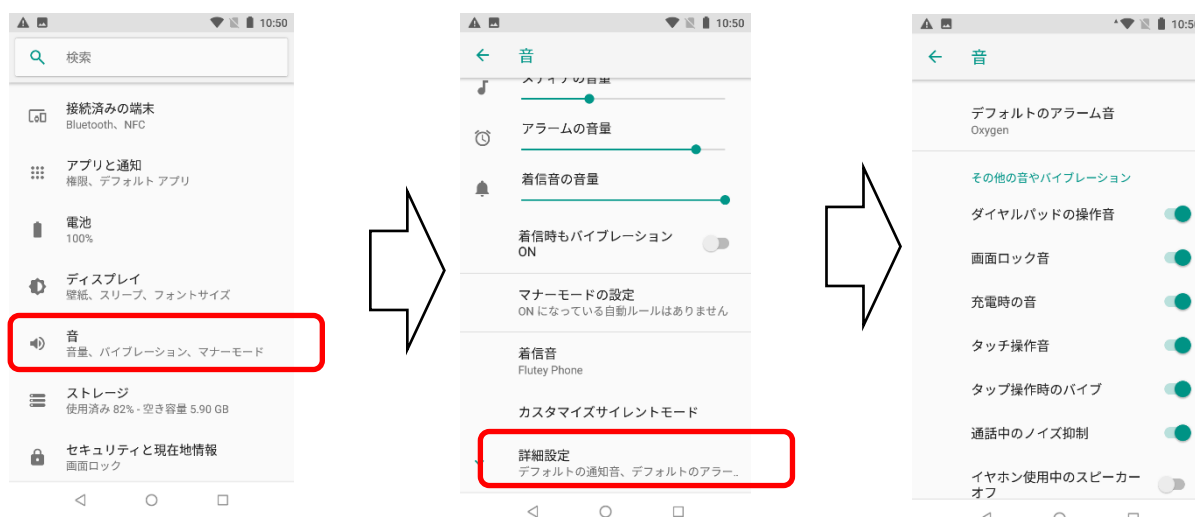 10:50
検索
接続済みの端末
Bluetooth、NFC
アプリと通知
権限、デフォルト アプリ
電池
100%
ディスプレイ
壁紙、スリープ、フォントサイズ
音
音量、バイブレーション、マナーモード
ストレージ
使用済み 82% - 空き容量 5.90 GB
セキュリティと現在地情報
画面ロック
10:50
音
メディアの音量
アラームの音量
着信音の音量
着信時もバイブレーション
ON
マナーモードの設定
ON になっている自動ルールはありません
着信音
Flutey Phone
カスタマイズサイレントモード
詳細設定
デフォルトの通知音、デフォルトのアラー..
10:50
音
デフォルトのアラーム音
Oxygen
その他の音やバイブレーション
ダイヤルパッドの操作音
画面ロック音
充電時の音
タッチ操作音
タップ操作時のバイブ
通話中のノイズ抑制
イヤホン使用中のスピーカー
オフ